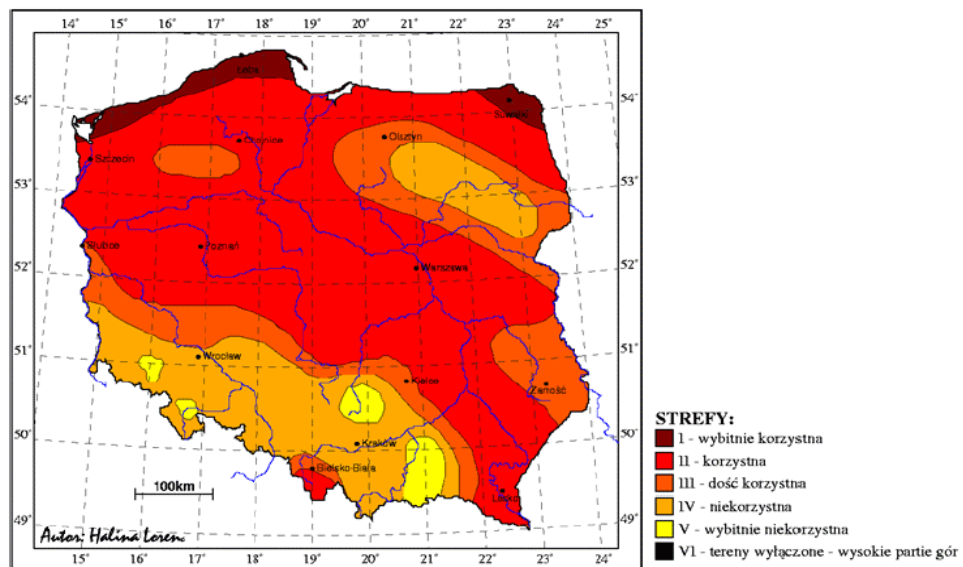 14° 15° 16° 17° 18° 19° 20° 21° 22° 23° 24° 25°
54°
54°
53°
53°
52°
52°
51°
51°
50°
50°
49°
49°
Łeba
Suwałki
Chojnice
Olsztyn
Szczecin
Słubice
Poznań
Warszawa
Wrocław
Kielce
Zamość
Kraków
Bielsko-Biala
Lesko
100km
Autor: Halina Lorenc
15° 16° 17° 18° 19° 20° 21° 22° 23° 24°
STREFY:
I - wybitnie korzystna
II - korzystna
III - dość korzystna
IV - niekorzystna
V - wybitnie niekorzystna
VI - tereny wyłączone - wysokie partie gór